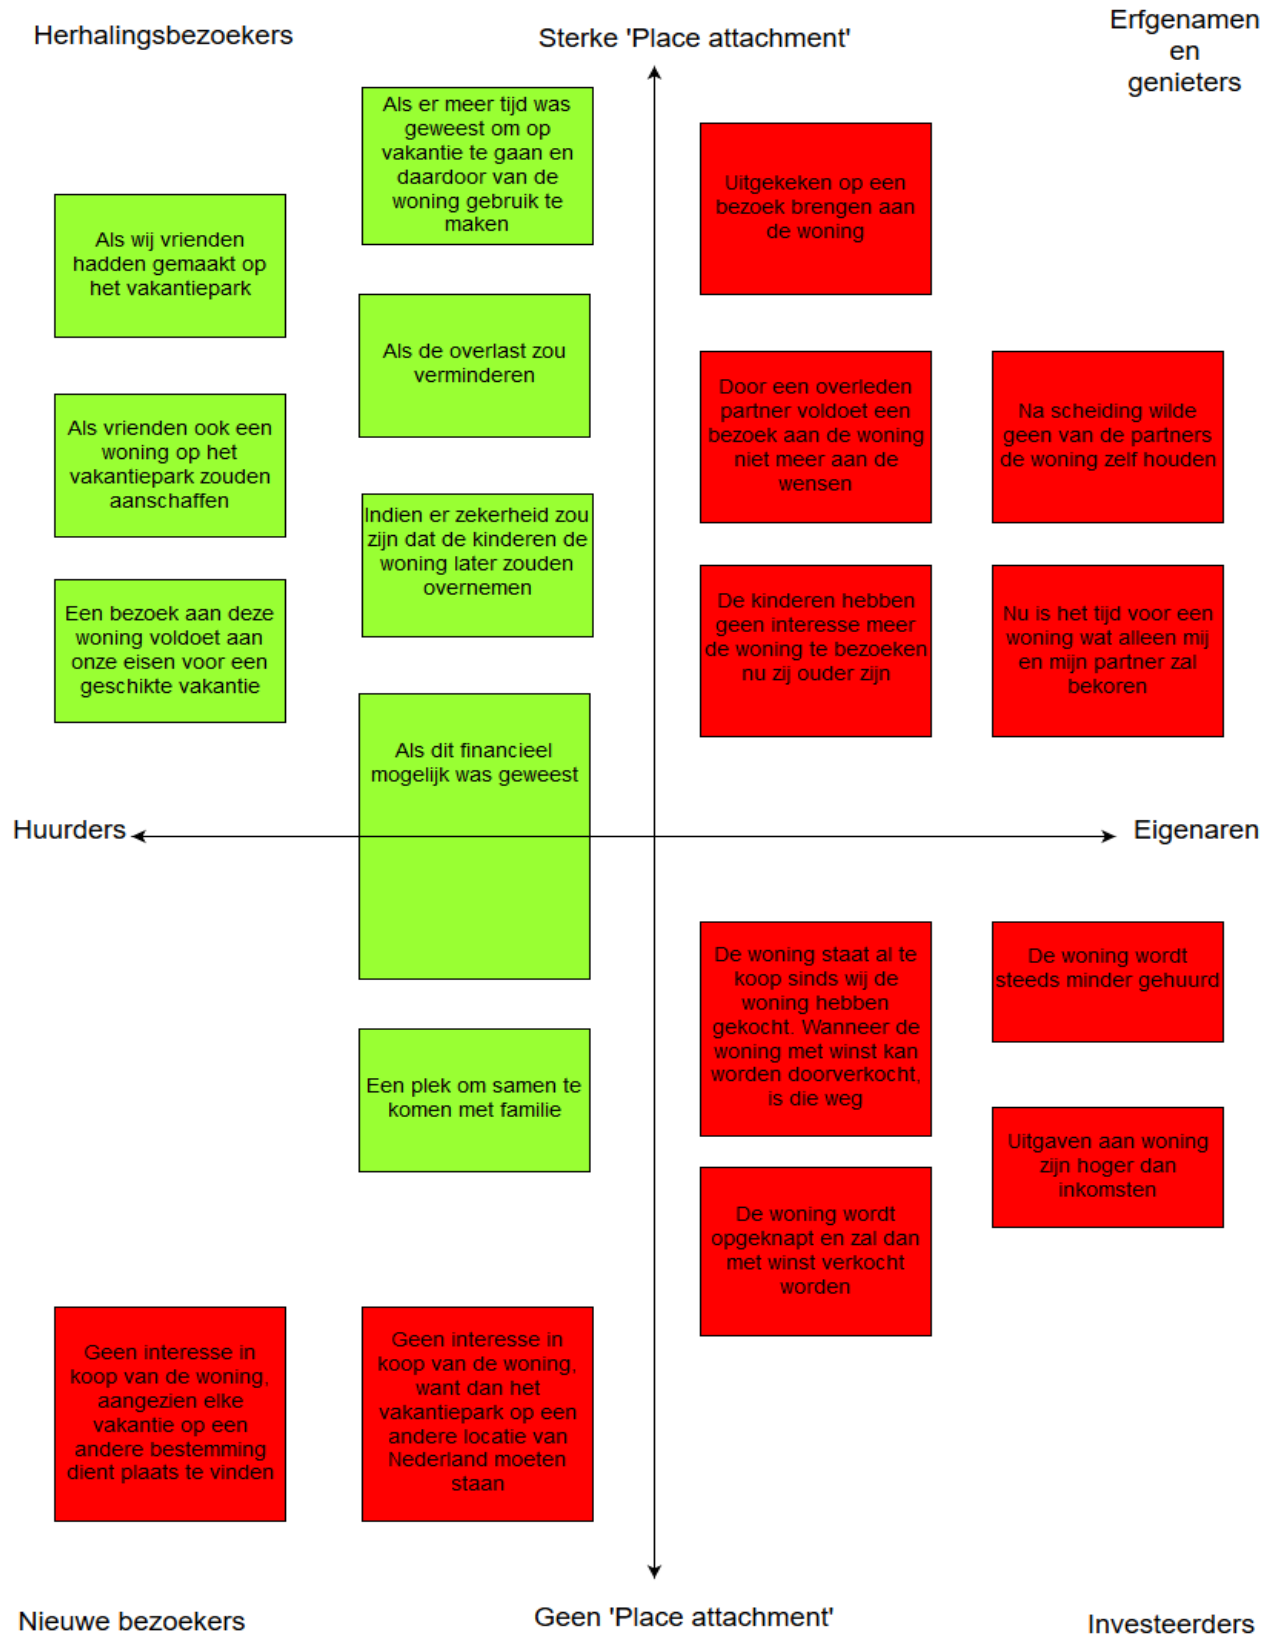 Herhalingsbezoekers
Sterke 'Place attachment'
Erfgenamen
en
genieters
Als er meer tijd was
geweest om op
vakantie te gaan en
daardoor van de
woning gebruik te
maken
Uitgekeken op een
bezoek brengen aan
de woning
Als wij vrienden
hadden gemaakt op
het vakantiepark
Als de overlast zou
verminderen
Door een overleden
partner voldoet een
bezoek aan de woning
niet meer aan de
wensen
Na scheiding wilde
geen van de partners
de woning zelf houden
Als vrienden ook een
woning op het
vakantiepark zouden
aanschaffen
Indien er zekerheid zou
zijn dat de kinderen de
woning later zouden
overnemen
Een bezoek aan deze
woning voldoet aan
onze eisen voor een
geschikte vakantie
De kinderen hebben
geen interesse meer
de woning te bezoeken
nu zij ouder zijn
Nu is het tijd voor een
woning wat alleen mij
en mijn partner zal
bekoren
Als dit financieel
mogelijk was geweest
Huurders
Eigenaren
De woning staat al te
koop sinds wij de
woning hebben
gekocht. Wanneer de
woning met winst kan
worden doorverkocht,
is die weg
De woning wordt
steeds minder gehuurd
Een plek om samen te
komen met familie
Uitgaven aan woning
zijn hoger dan
inkomsten
De woning wordt
opgeknapt en zal dan
met winst verkocht
worden
Geen interesse in
koop van de woning,
aangezien elke
vakantie op een
andere bestemming
dient plaats te vinden
Geen interesse in
koop van de woning,
want dan het
vakantiepark op een
andere locatie van
Nederland moeten
staan
Nieuwe bezoekers
Geen 'Place attachment'
Investeerders